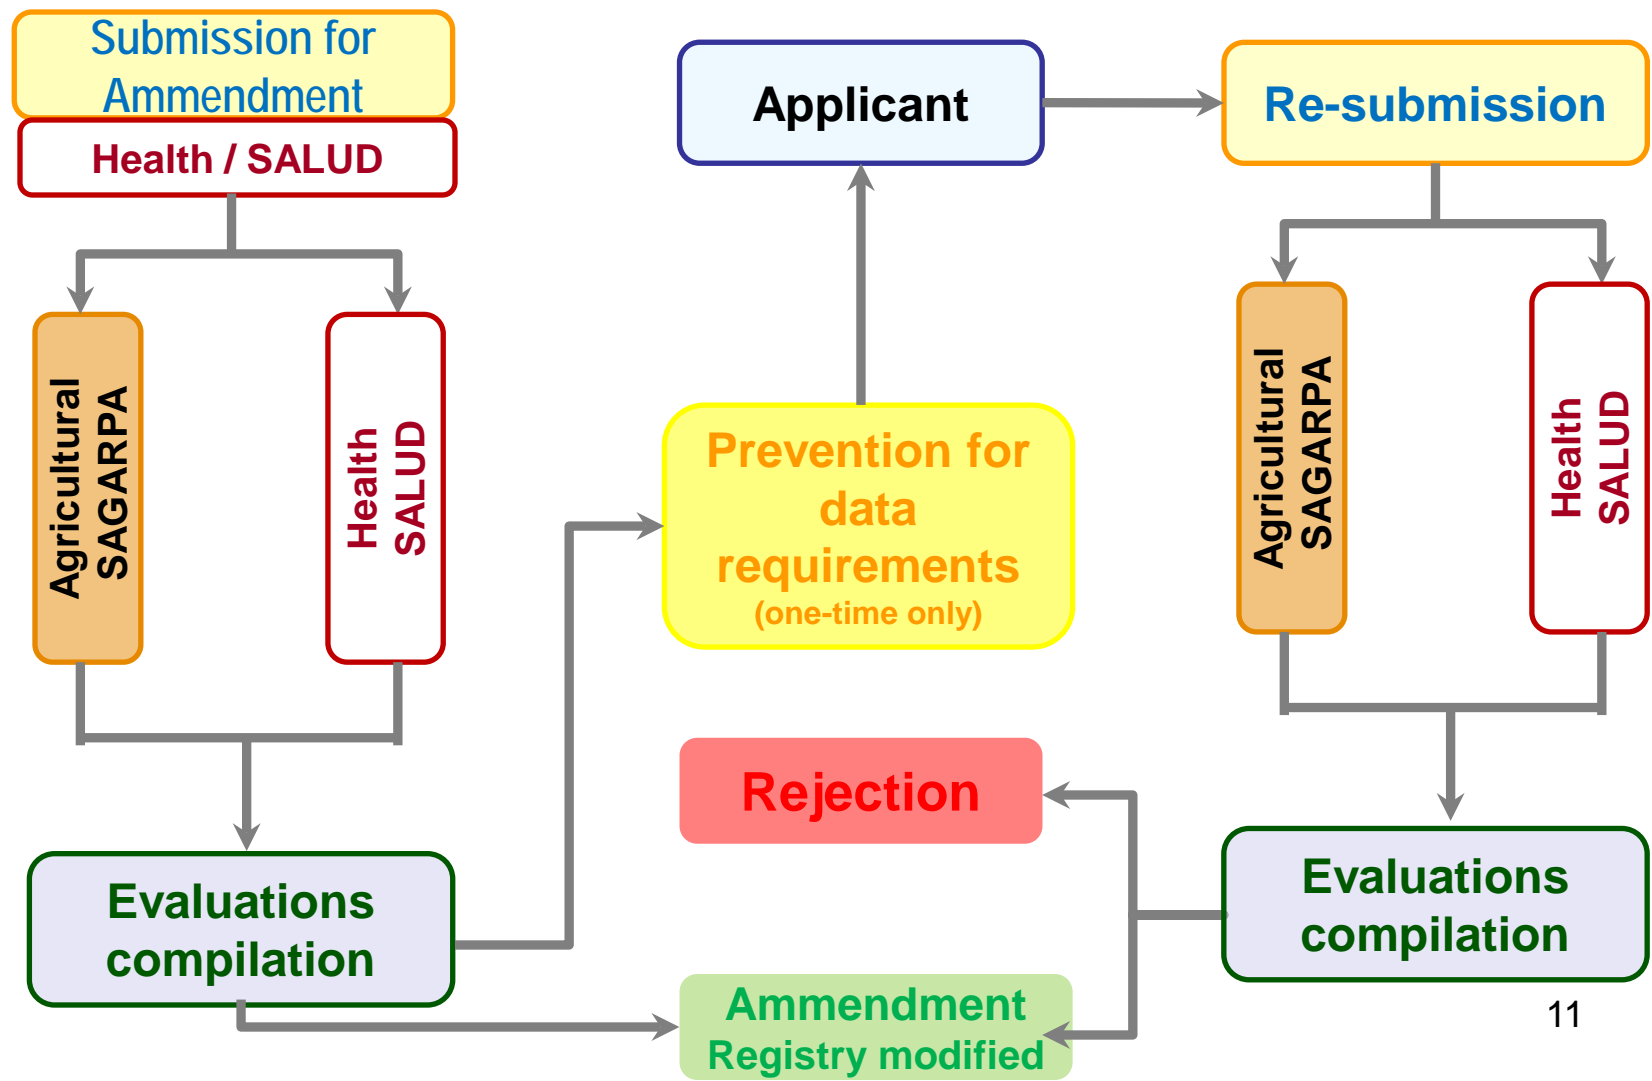 Submission for
Ammendment
Health / SALUD
Agricultural
SAGARPA
Health
SALUD
Evaluations
compilation
Applicant
Prevention for
data
requirements
(one-time only)
Rejection
Ammendment
Registry modified
Re-submission
Agricultural
SAGARPA
Health
SALUD
Evaluations
compilation
11